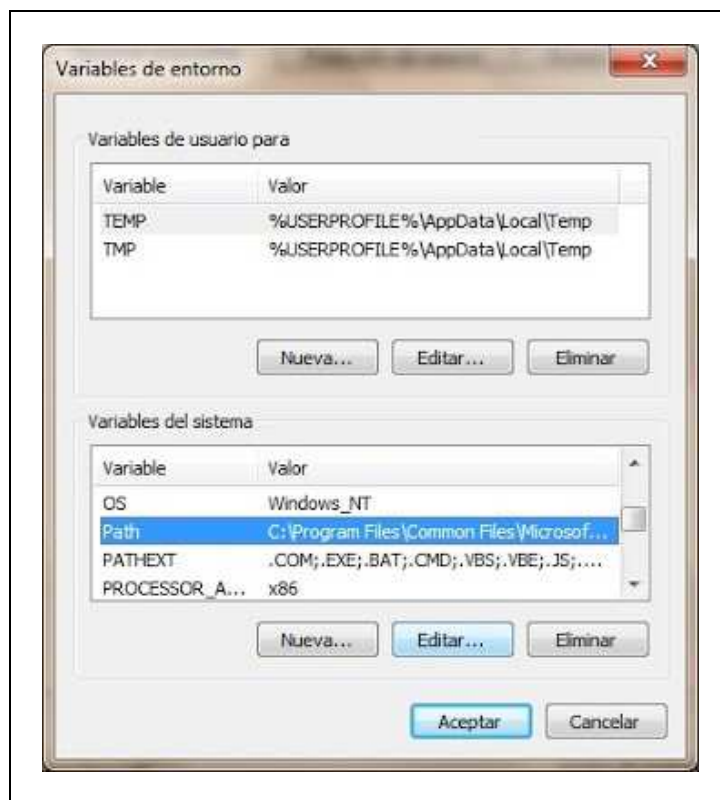 Variables de entorno
Variables de usuario para
Variable Valor
TEMP %USERPROFILE%\AppData\Local\Temp
TMP %USERPROFILE%\AppData\Local\Temp
Nueva... Editar... Eliminar
Variables del sistema
Variable Valor
OS Windows_NT
Path C:\Program Files\Common Files\Microsof...
PATHEXT .COM;.EXE;.BAT;.CMD;.VBS;.VBE;.JS;....
PROCESSOR_A... x86
Nueva... Editar... Eliminar
Aceptar Cancelar